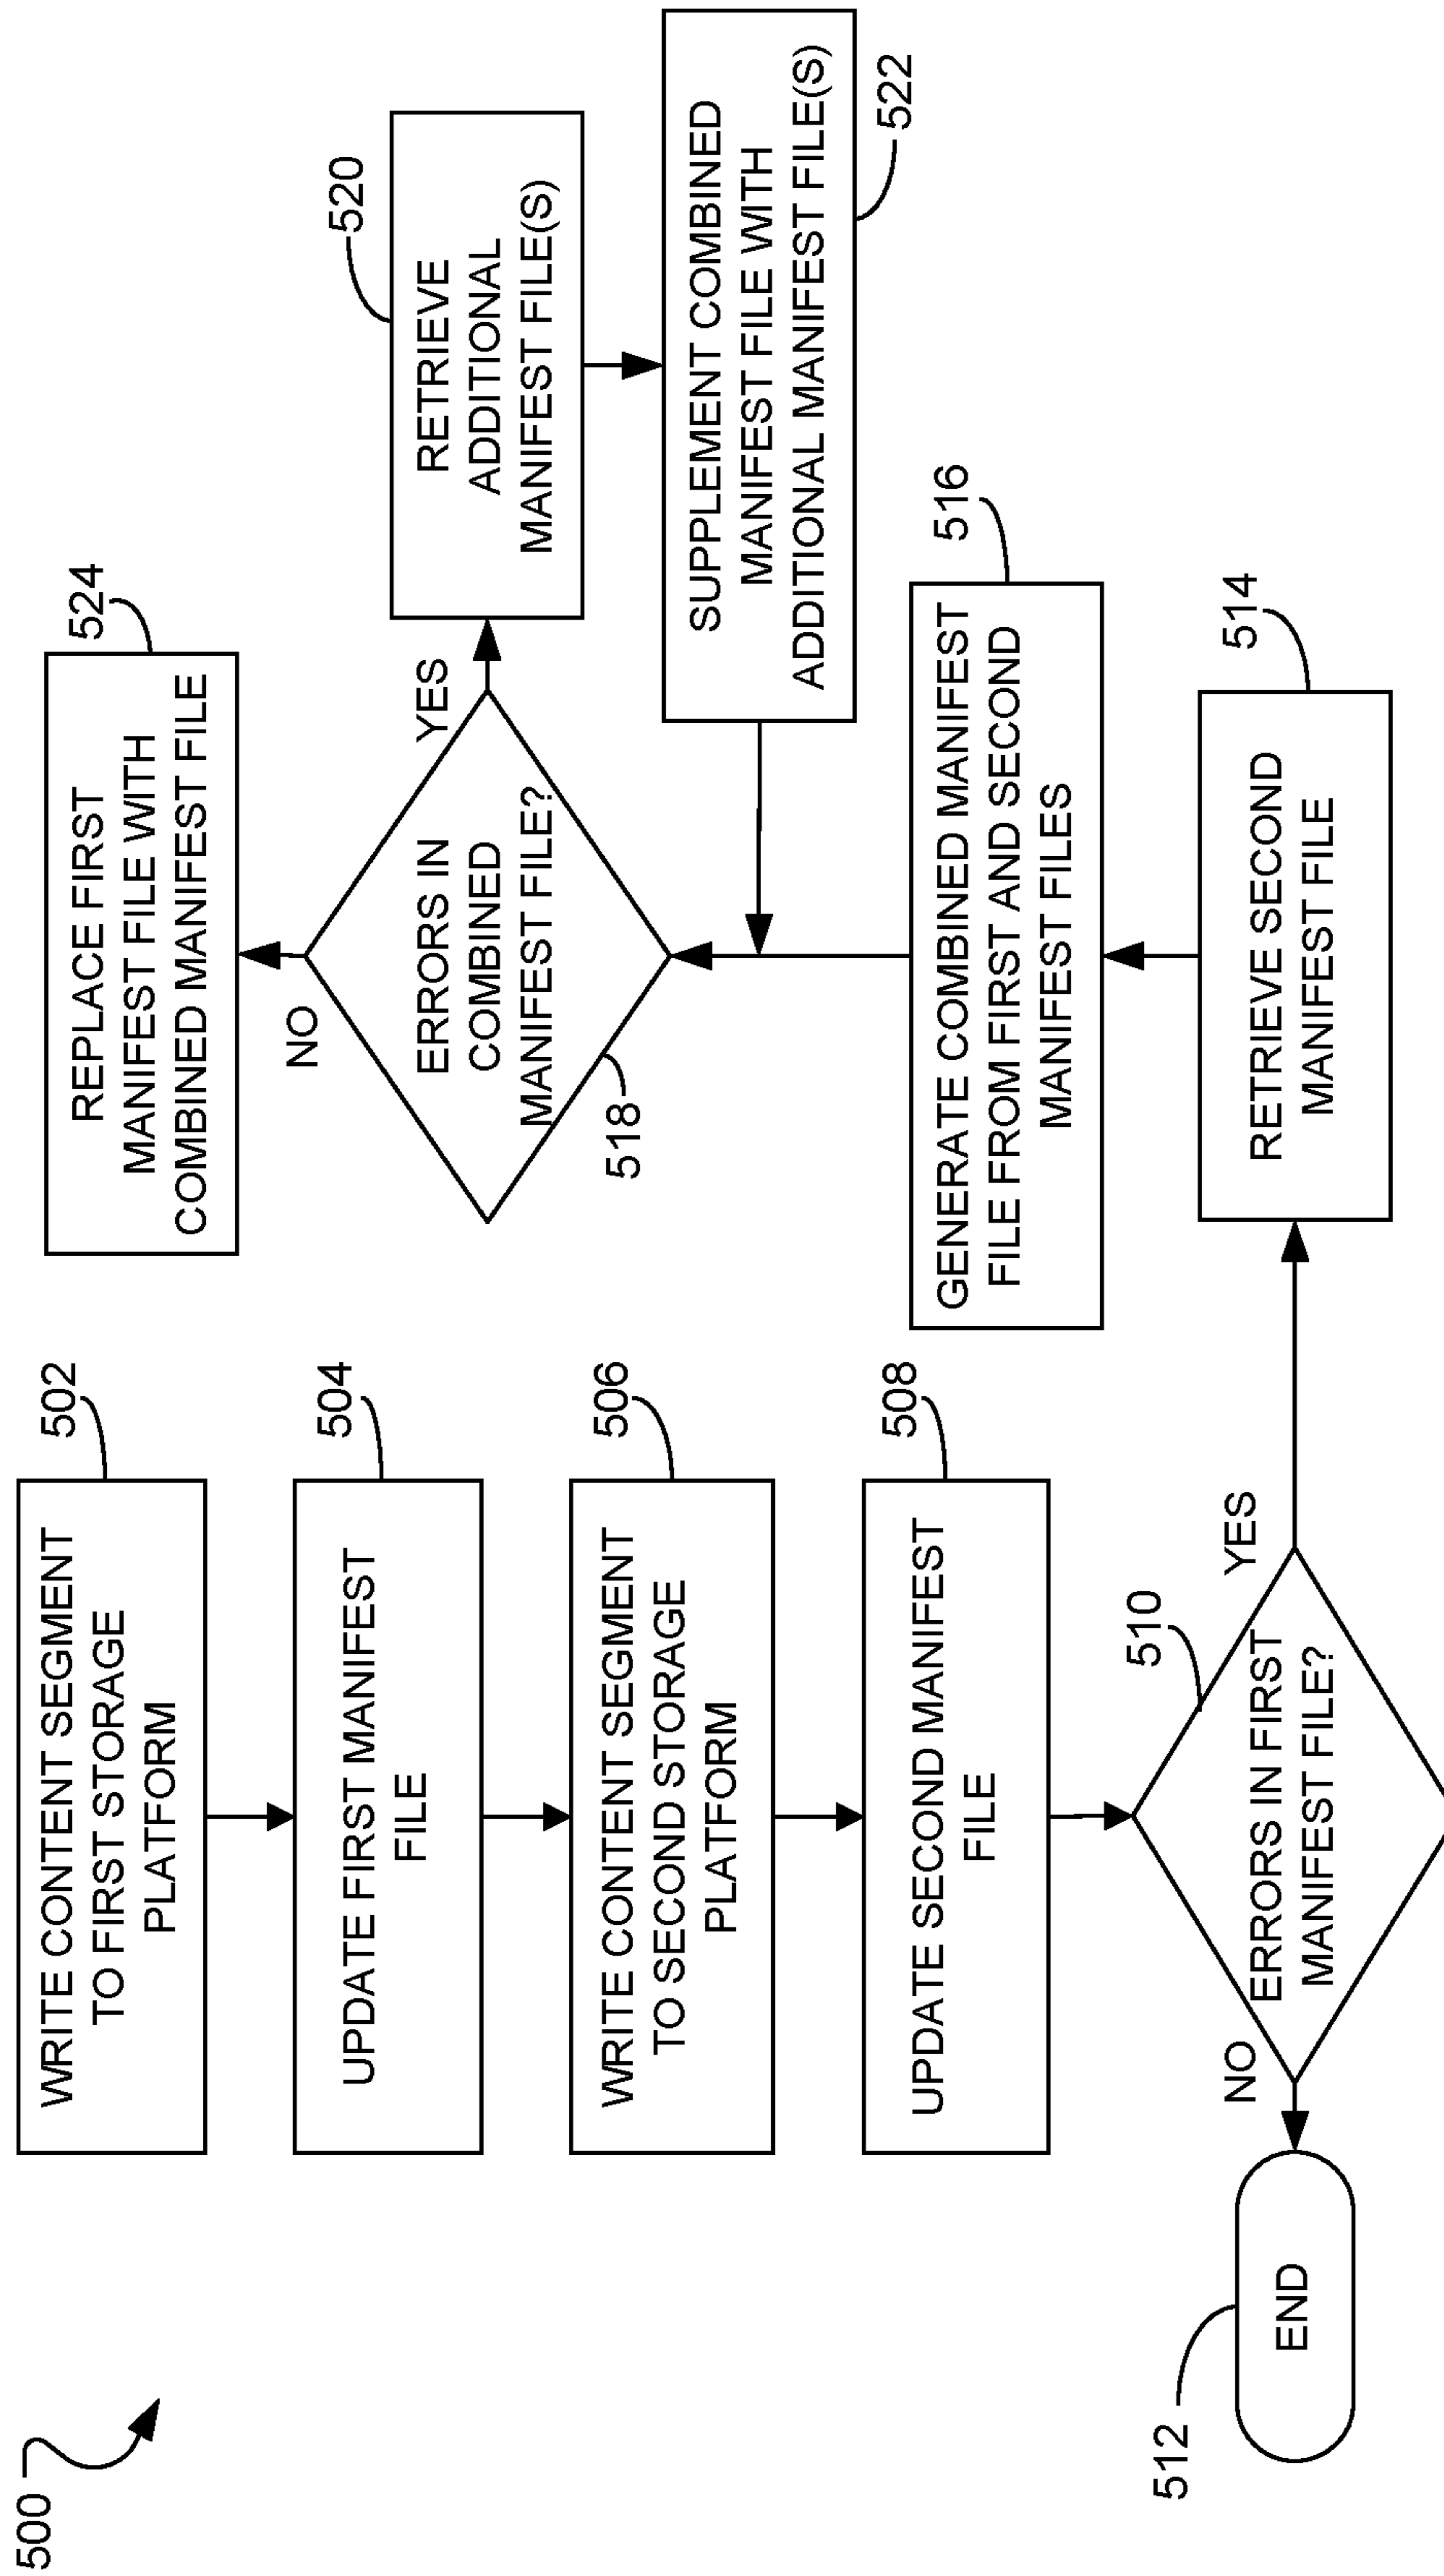 500
WRITE CONTENT SEGMENT
TO FIRST STORAGE
PLATFORM
502
UPDATE FIRST MANIFEST
FILE
504
WRITE CONTENT SEGMENT
TO SECOND STORAGE
PLATFORM
506
UPDATE SECOND MANIFEST
FILE
508
ERRORS IN FIRST
MANIFEST FILE?
510
NO
YES
END
512
RETRIEVE SECOND
MANIFEST FILE
514
GENERATE COMBINED MANIFEST
FILE FROM FIRST AND SECOND
MANIFEST FILES
516
ERRORS IN
COMBINED
MANIFEST FILE?
518
NO
YES
RETRIEVE
ADDITIONAL
MANIFEST FILE(S)
520
SUPPLEMENT COMBINED
MANIFEST FILE WITH
ADDITIONAL MANIFEST FILE(S)
522
REPLACE FIRST
MANIFEST FILE WITH
COMBINED MANIFEST FILE
524